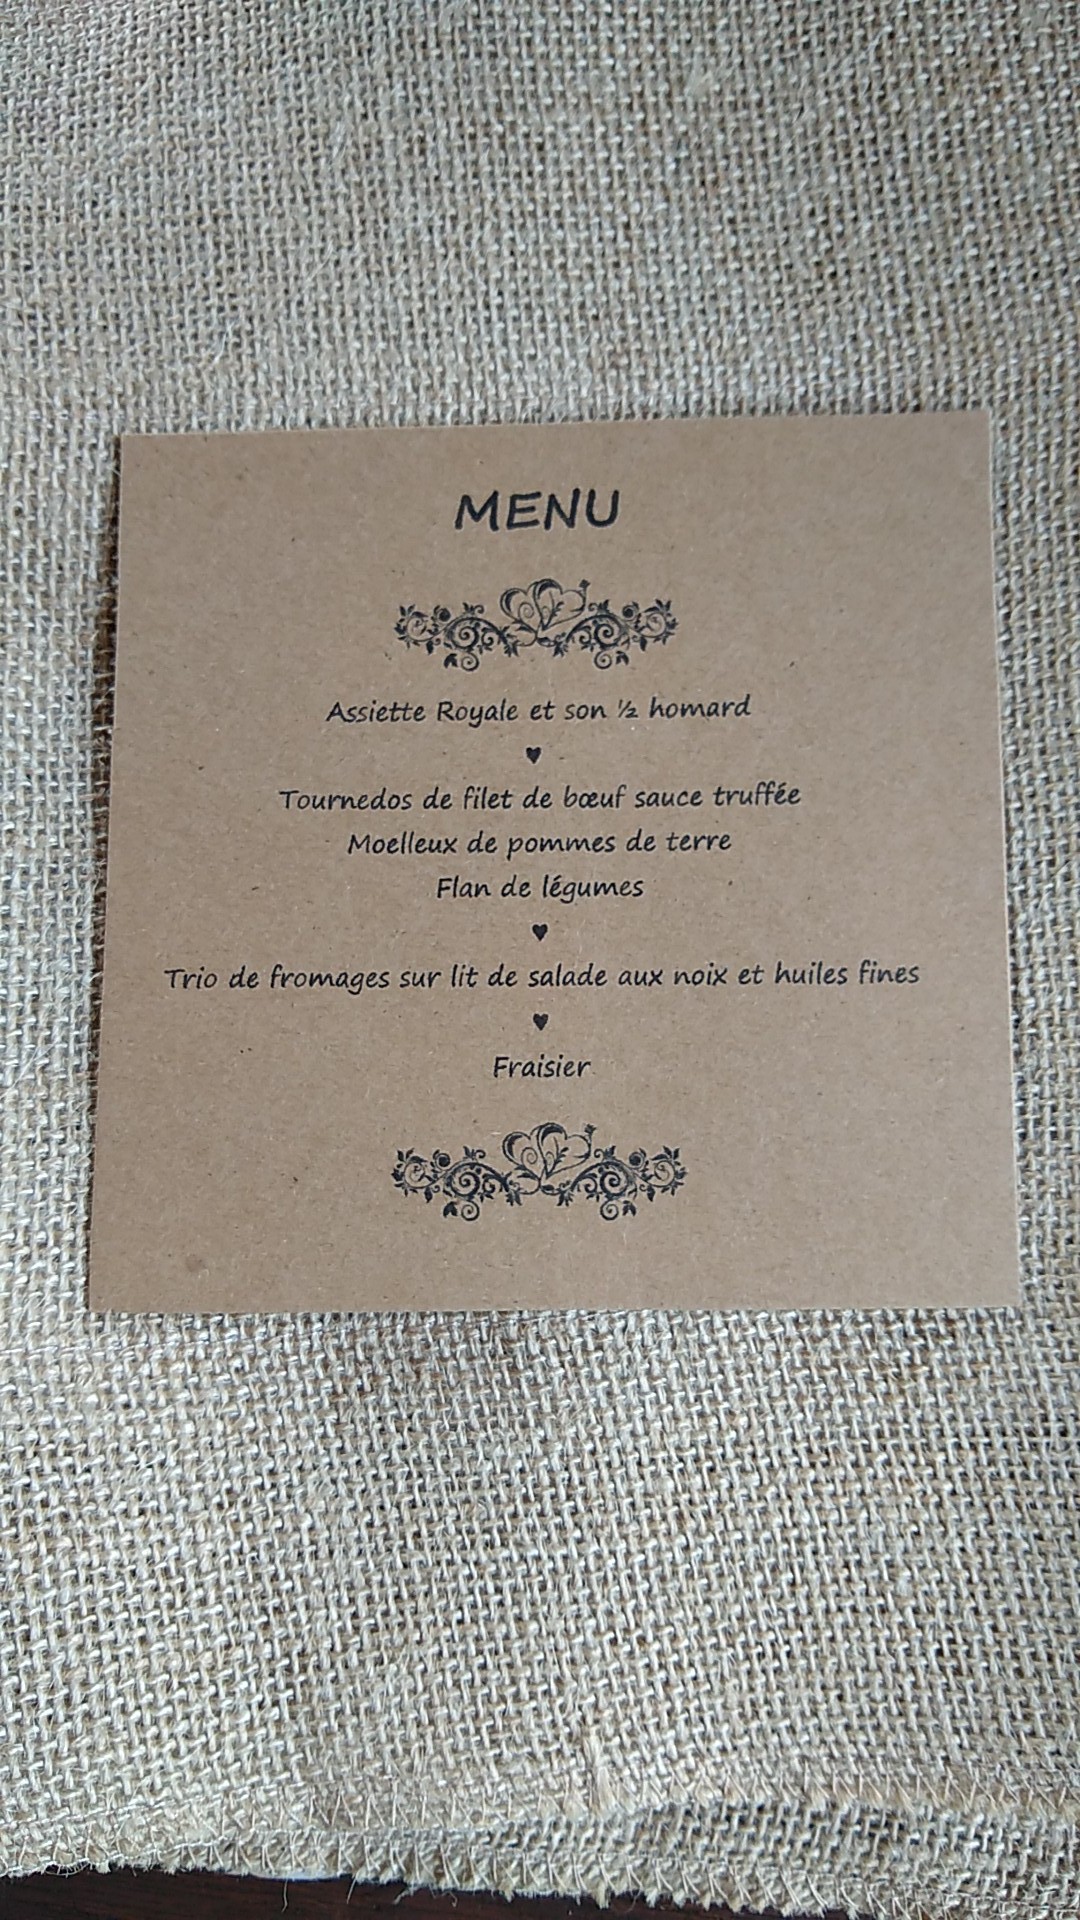 MENU
Assiette Royale et son ½ homard
♥
Tournedos de filet de bœuf sauce truffée
Moelleux de pommes de terre
Flan de légumes
♥
Trio de fromages sur lit de salade aux noix et huiles fines
♥
Fraisier